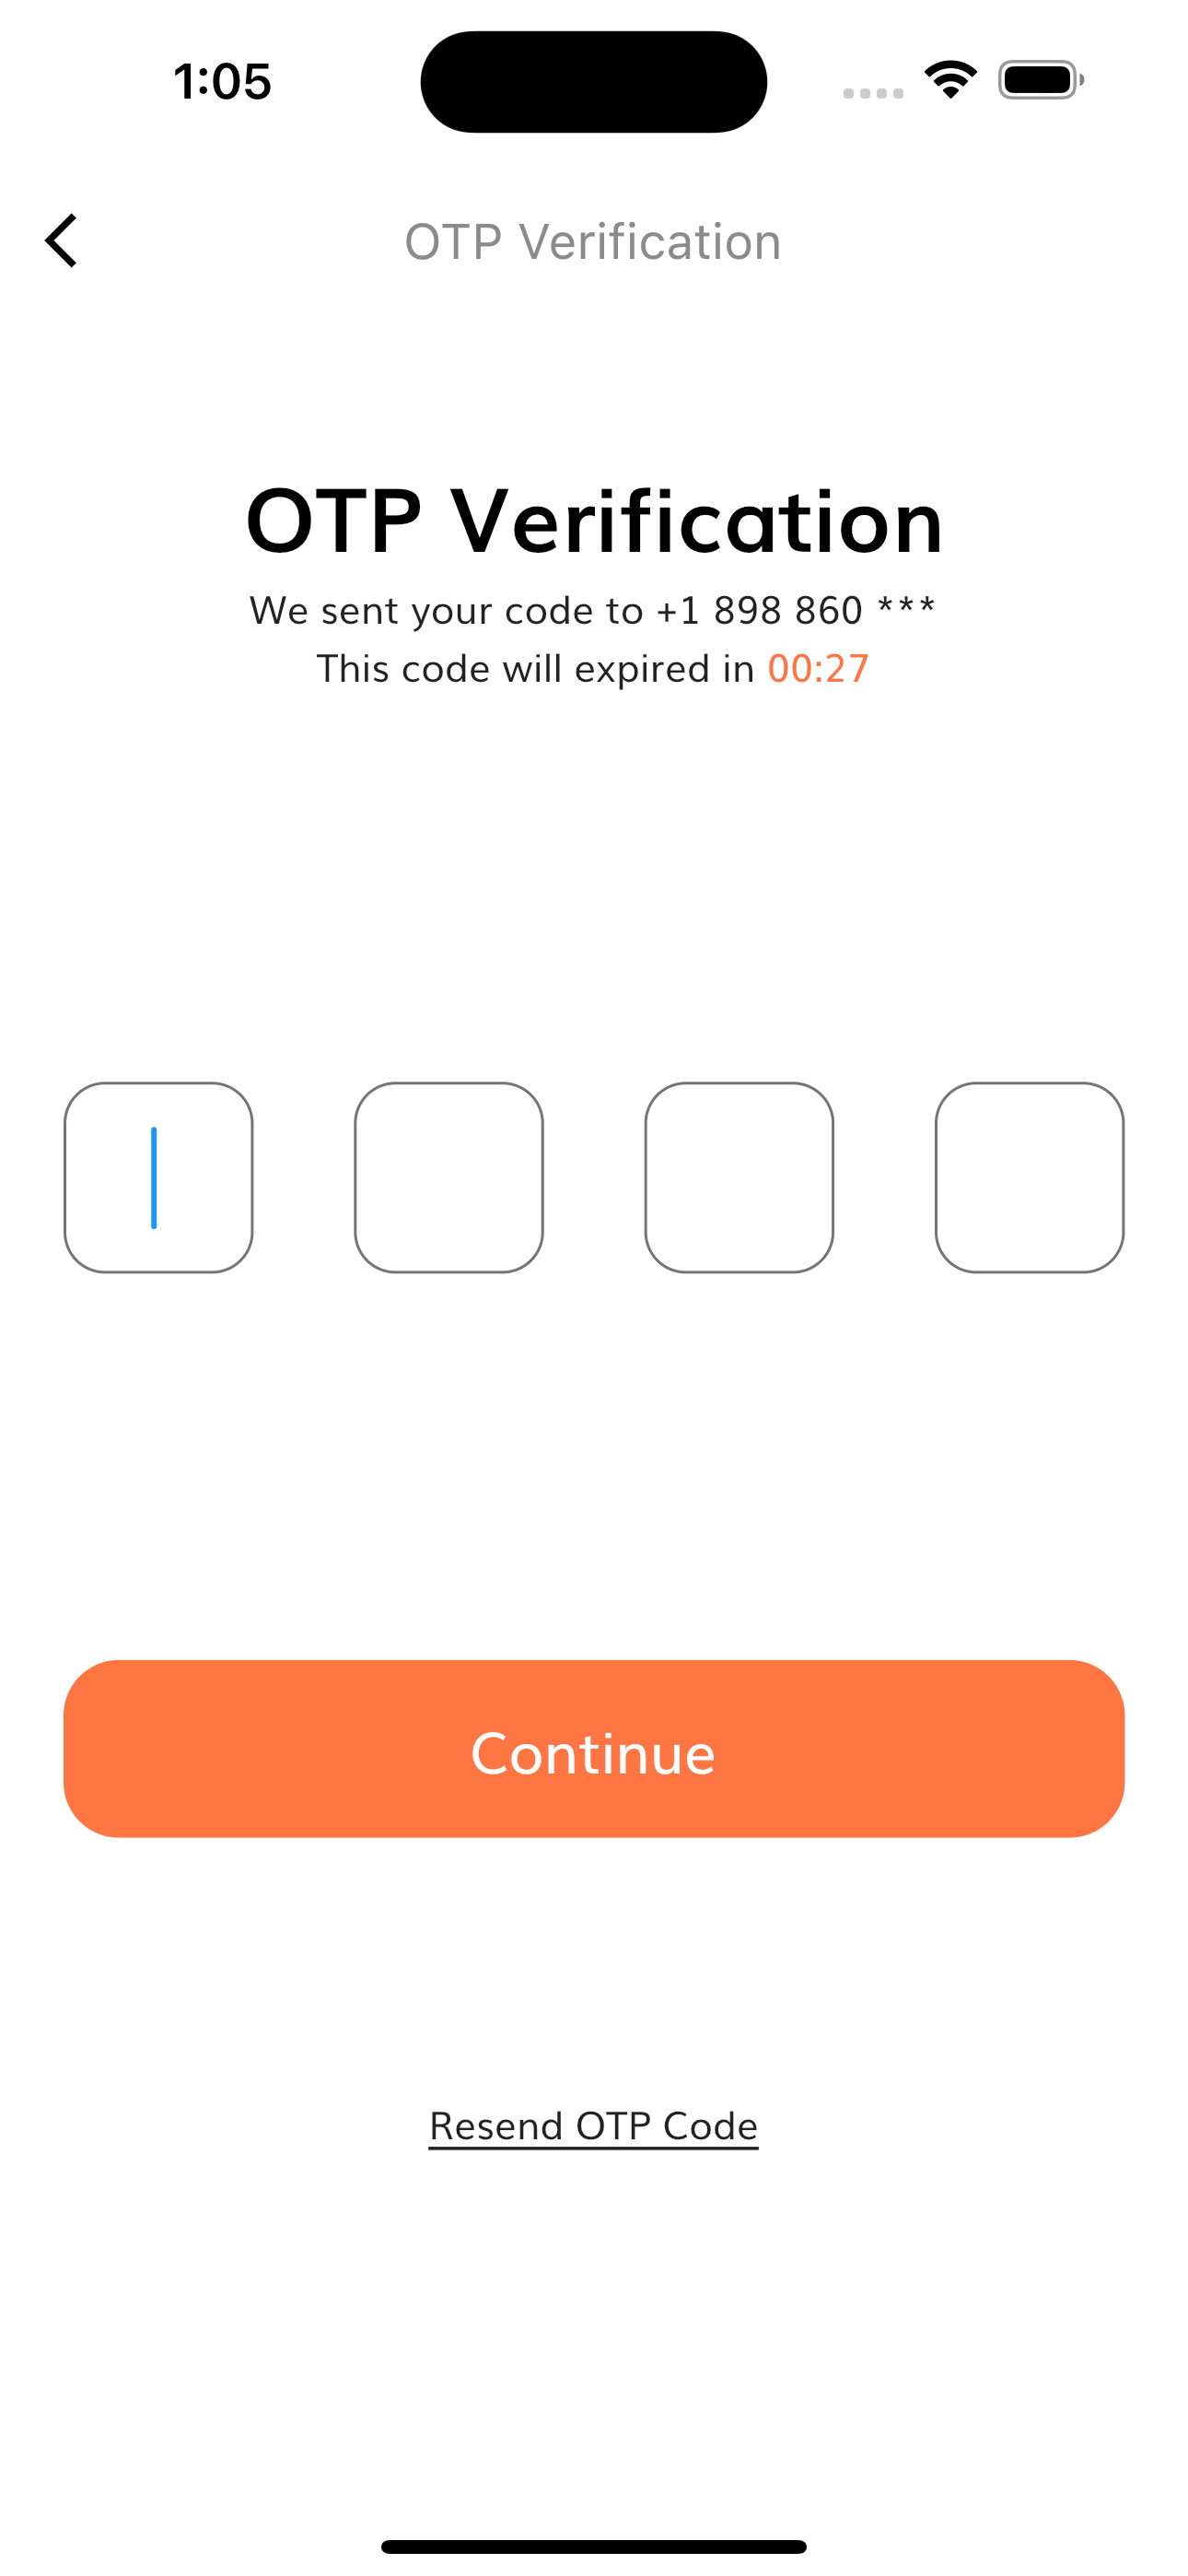 1:05
OTP Verification
OTP Verification
We sent your code to +1 898 860 ***
This code will expired in 00:27
Continue
Resend OTP Code